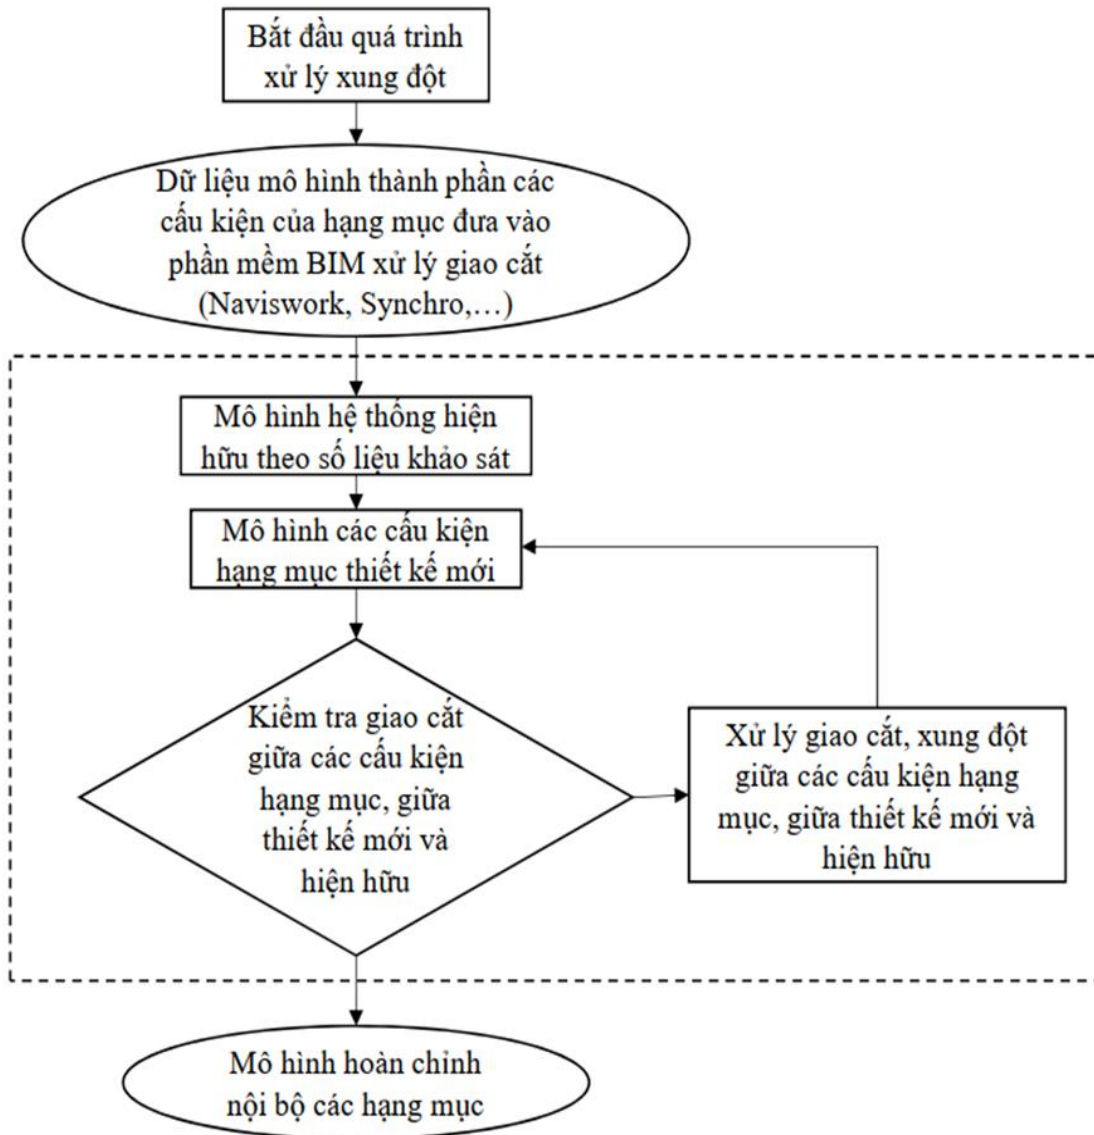 Bắt đầu quá trình
xử lý xung đột
Dữ liệu mô hình thành phần các
cấu kiện của hạng mục đưa vào
phần mềm BIM xử lý giao cắt
(Naviswork, Synchro,…)
Mô hình hệ thống hiện
hữu theo số liệu khảo sát
Mô hình các cấu kiện
hạng mục thiết kế mới
Kiểm tra giao cắt
giữa các cấu kiện
hạng mục, giữa
thiết kế mới và
hiện hữu
Xử lý giao cắt, xung đột
giữa các cấu kiện hạng
mục, giữa thiết kế mới và
hiện hữu
Mô hình hoàn chỉnh
nội bộ các hạng mục